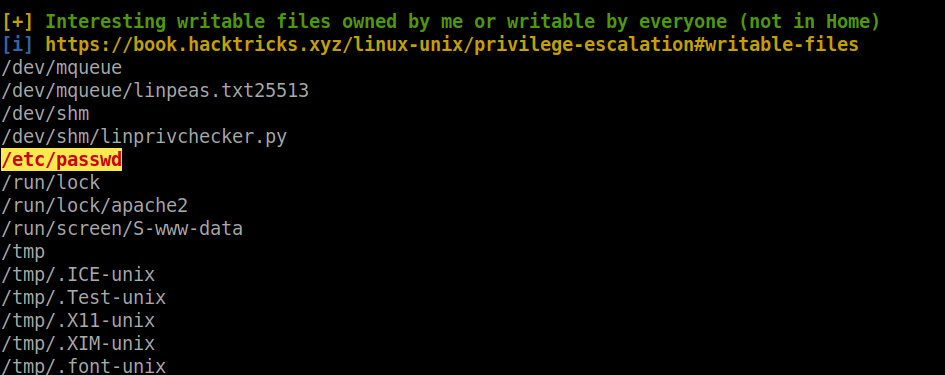 [+] Interesting writable files owned by me or writable by everyone (not in Home)
[i] https://book.hacktricks.xyz/linux-unix/privilege-escalation#writable-files
/dev/mqueue
/dev/mqueue/linpeas.txt25513
/dev/shm
/dev/shm/linprivchecker.py
/etc/passwd
/run/lock
/run/lock/apache2
/run/screen/S-www-data
/tmp
/tmp/.ICE-unix
/tmp/.Test-unix
/tmp/.X11-unix
/tmp/.XIM-unix
/tmp/.font-unix